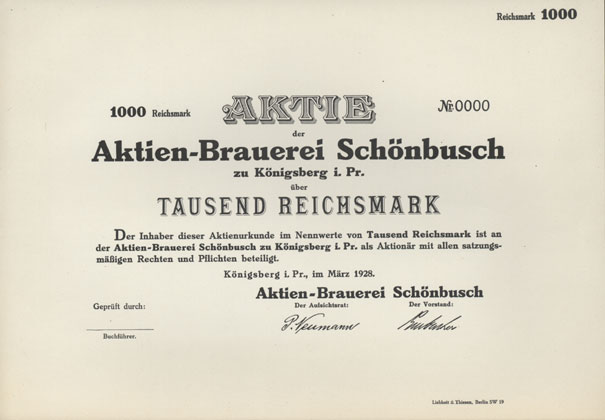 Reichsmark 1000
1000 Reichsmark AKTIE Nr. 0000
der
Aktien-Brauerei Schönbusch
zu Königsberg i. Pr.
über
TAUSEND REICHSMARK
Der Inhaber dieser Aktienurkunde im Nennwerte von Tausend Reichsmark ist an
der Aktien-Brauerei Schönbusch zu Königsberg i. Pr. als Aktionär mit allen satzungs-
mäßigen Rechten und Pflichten beteiligt.
Königsberg i. Pr., im März 1928.
Aktien-Brauerei Schönbusch
Geprüft durch: Der Aufsichtsrat: Der Vorstand:
P. Neumann
Buchführer.
Liebheit & Thiesen, Berlin SW 19